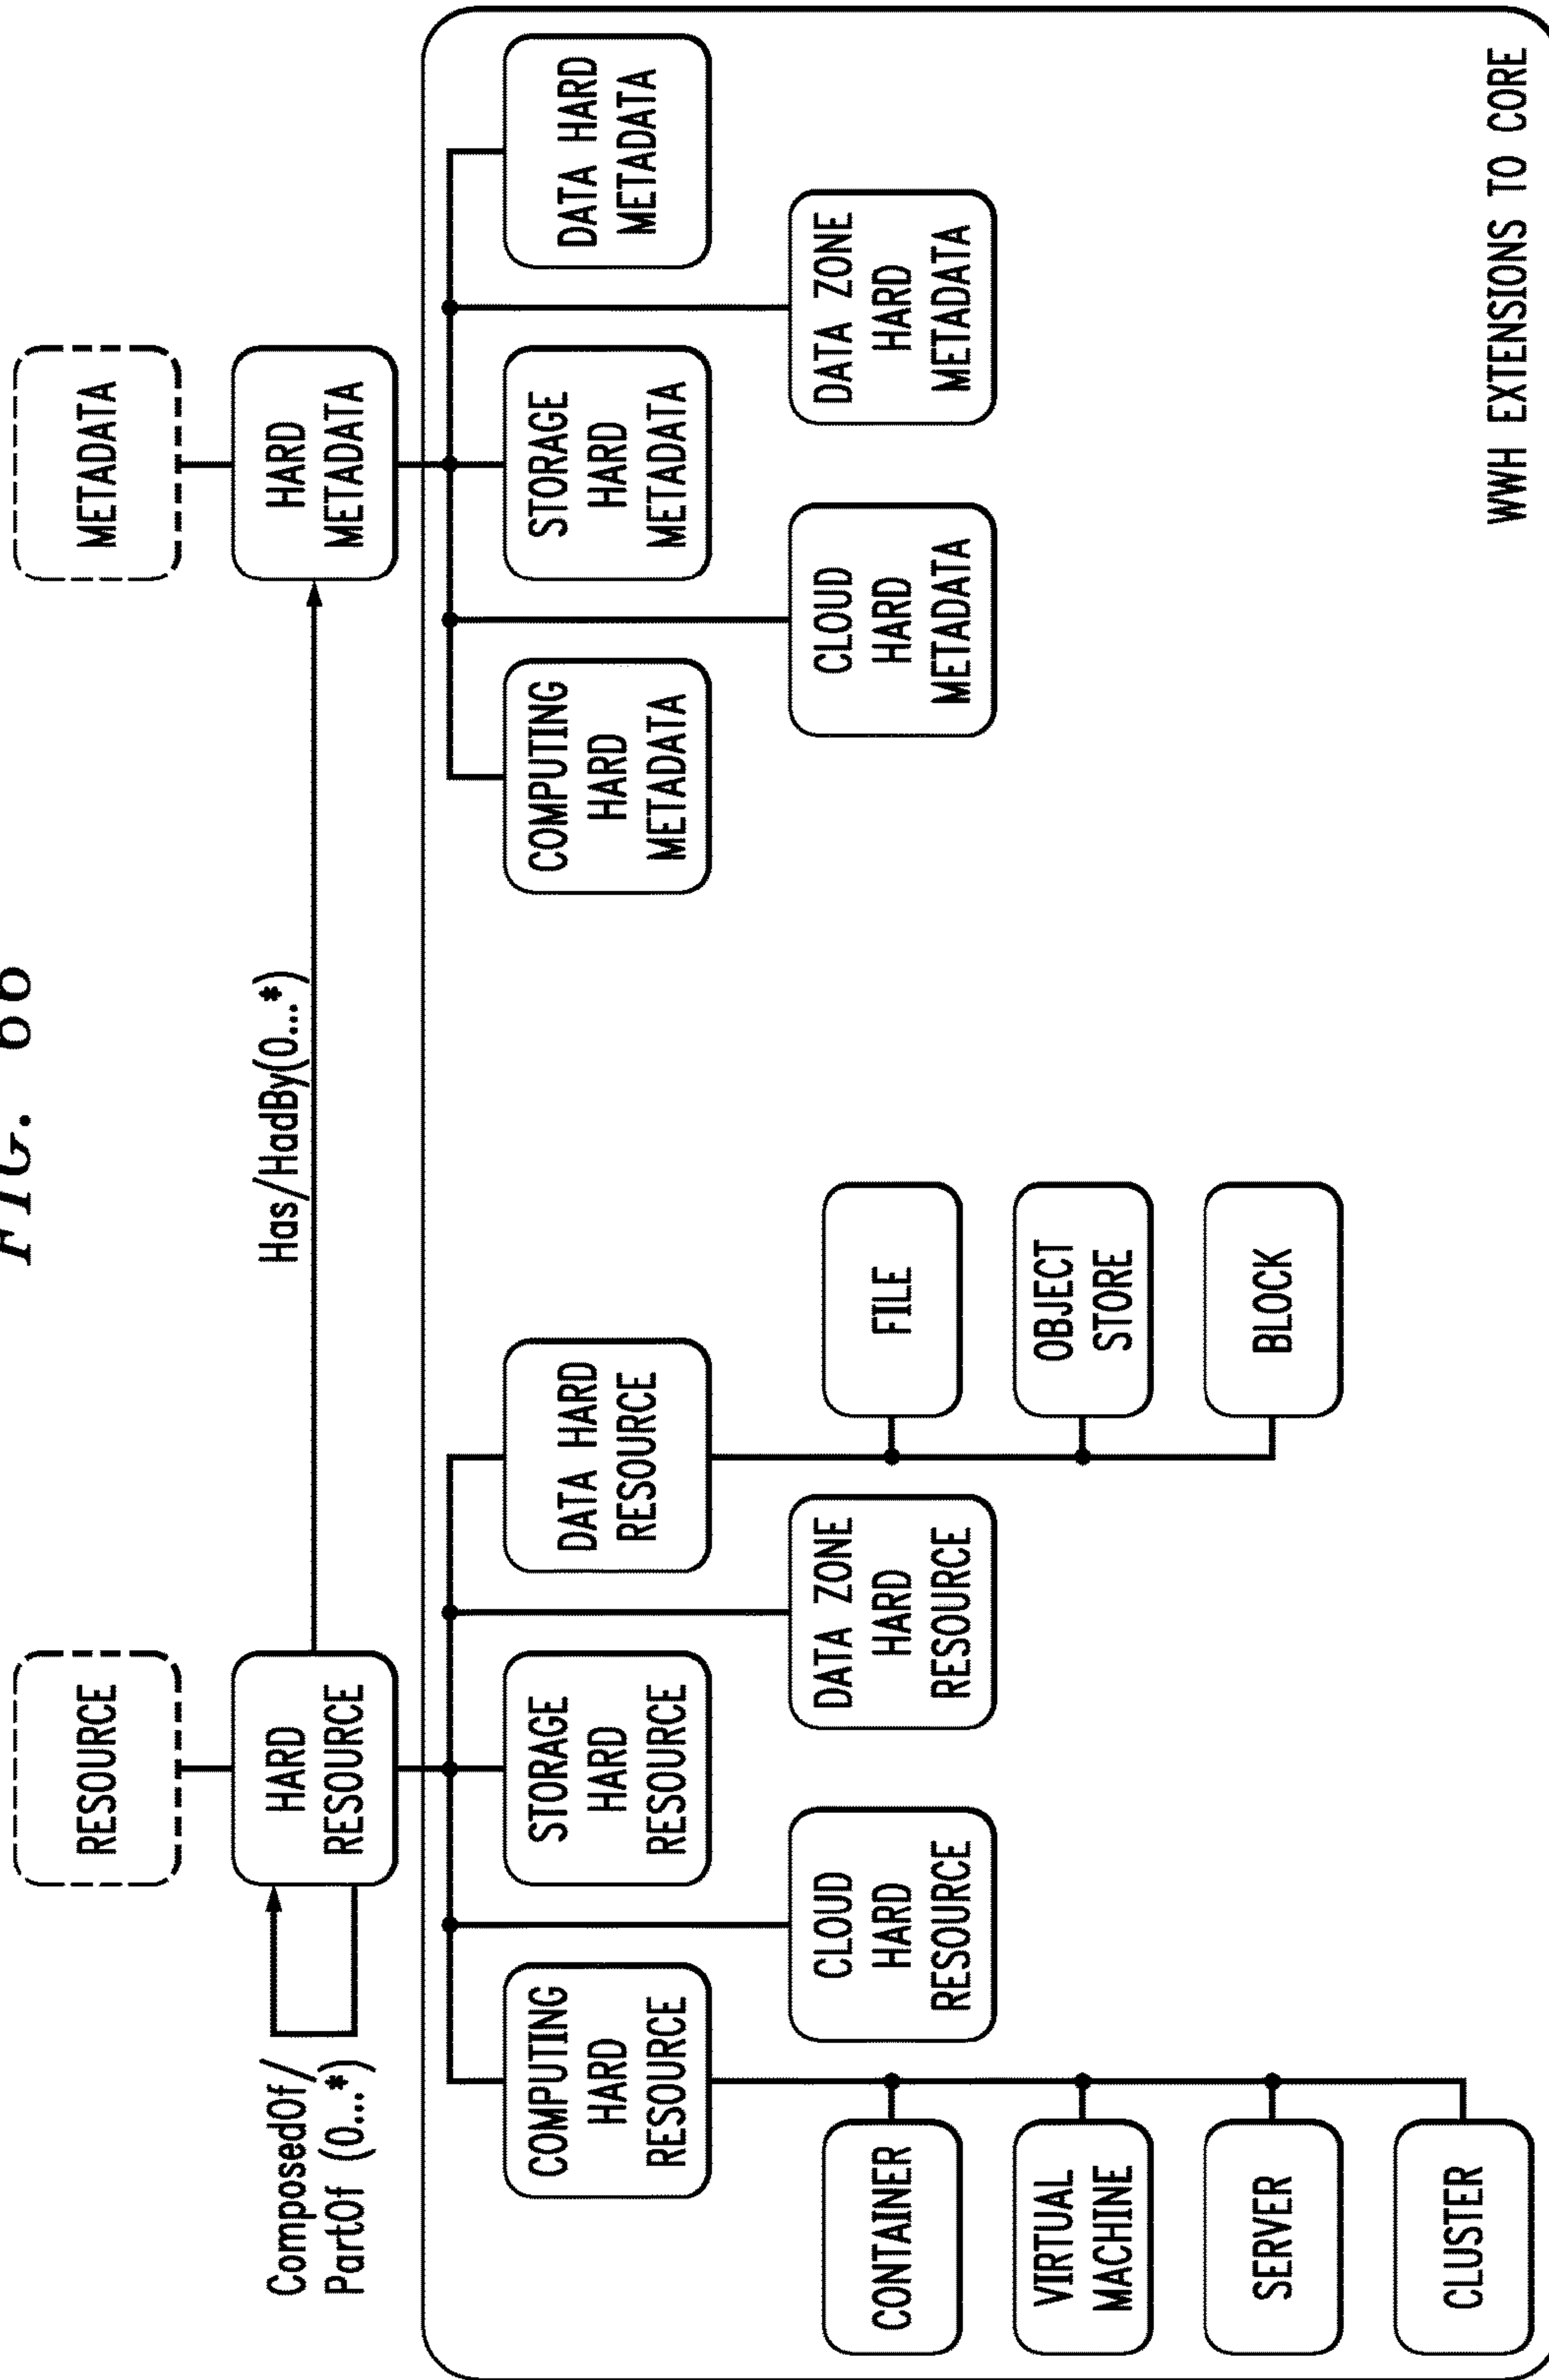 FIG. 66
RESOURCE
METADATA
ComposedOf/
PartOf (0...*)
HARD
RESOURCE
Has/HadBy(0...*)
HARD
METADATA
COMPUTING
HARD
RESOURCE
STORAGE
HARD
RESOURCE
DATA HARD
RESOURCE
COMPUTING
HARD
METADATA
STORAGE
HARD
METADATA
DATA HARD
METADATA
CLOUD
HARD
RESOURCE
DATA ZONE
HARD
RESOURCE
CLOUD
HARD
METADATA
DATA ZONE
HARD
METADATA
CONTAINER
FILE
VIRTUAL
MACHINE
OBJECT
STORE
SERVER
BLOCK
CLUSTER
WWH EXTENSIONS TO CORE